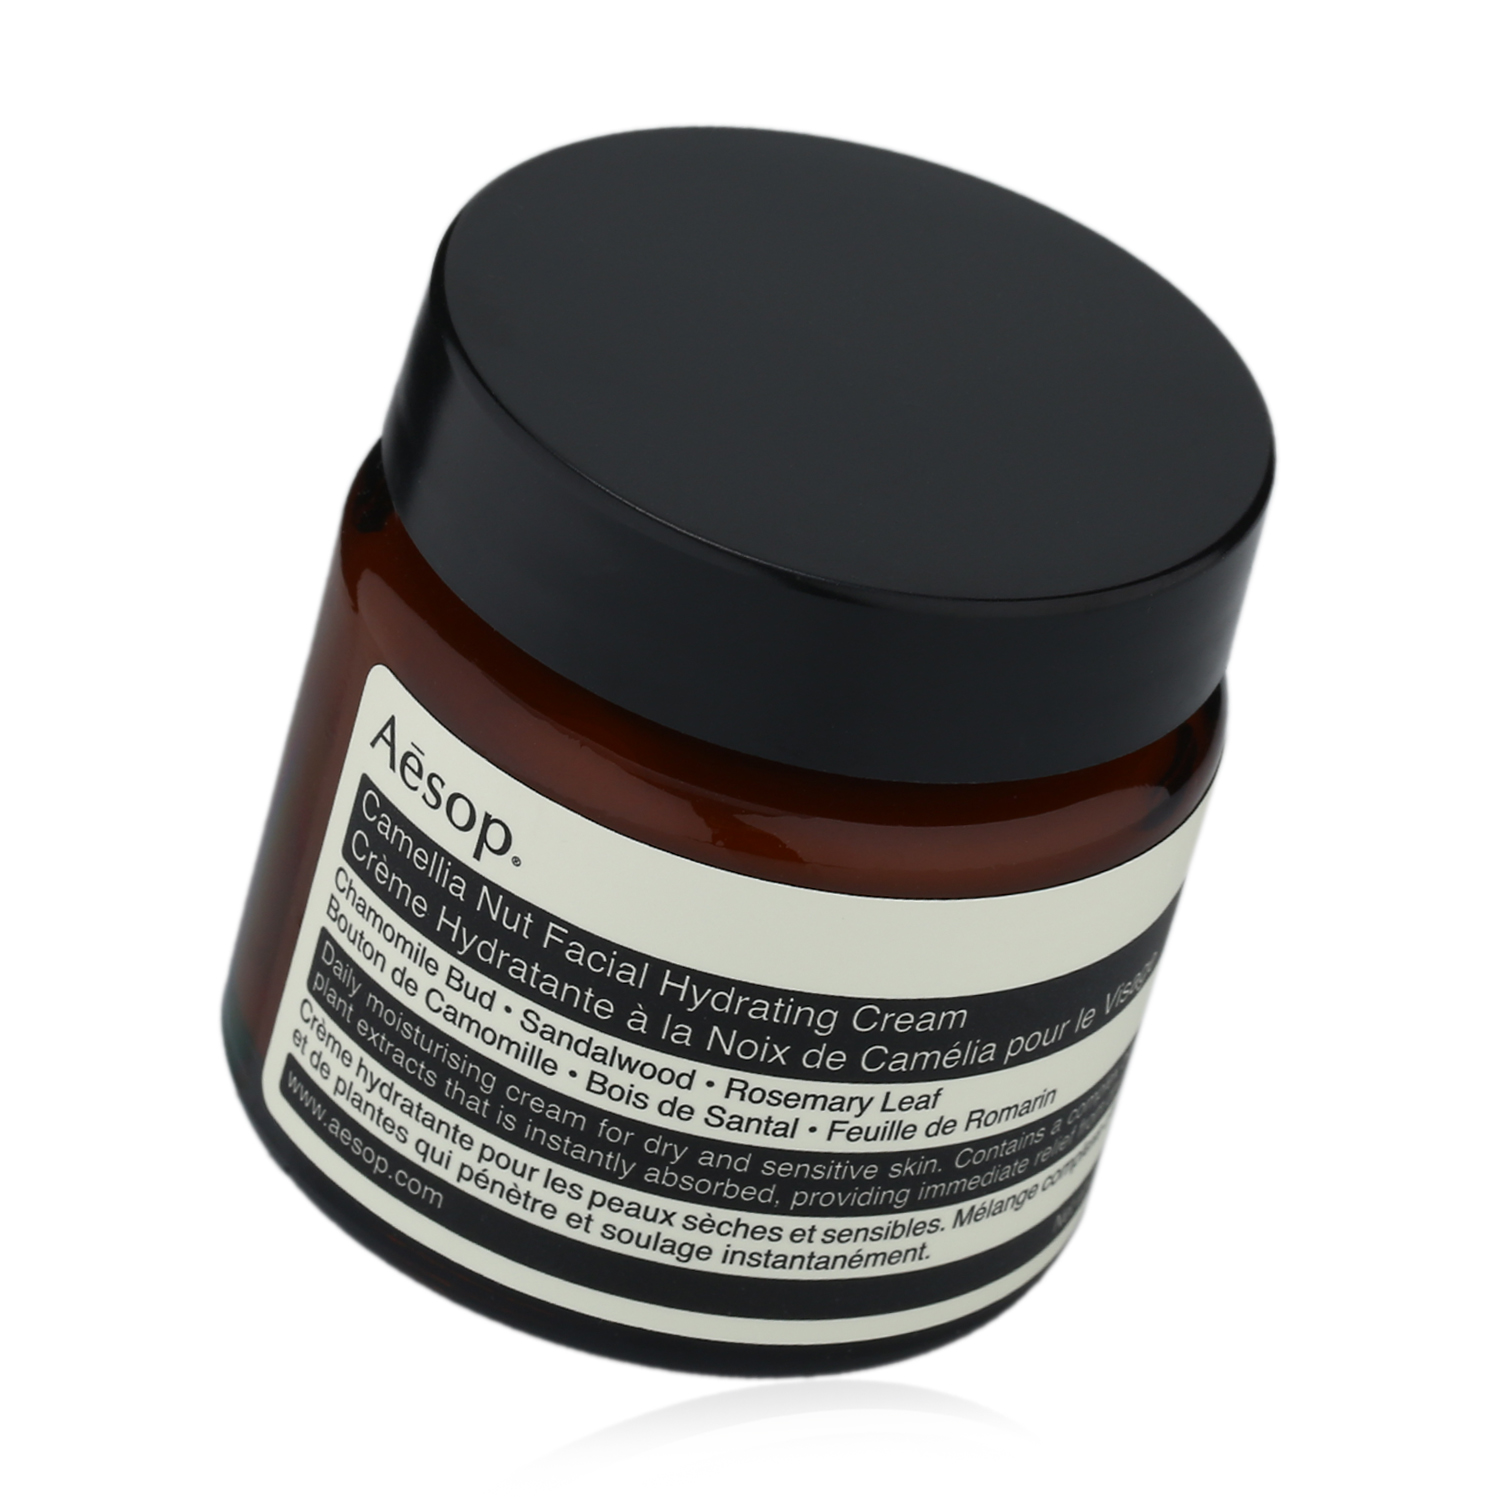 Aēsop®
Camellia Nut Facial Hydrating Cream
Crème Hydratante à la Noix de Camélia pour le Visage
Chamomile Bud • Sandalwood • Rosemary Leaf
Bouton de Camomille • Bois de Santal • Feuille de Romarin
Daily moisturising cream for dry and sensitive skin. Contains a
plant extracts that is instantly absorbed, providing immediate relief
Crème hydratante pour les peaux sèches et sensibles. Mélange
et de plantes qui pénètre et soulage instantanément.
www.aesop.com